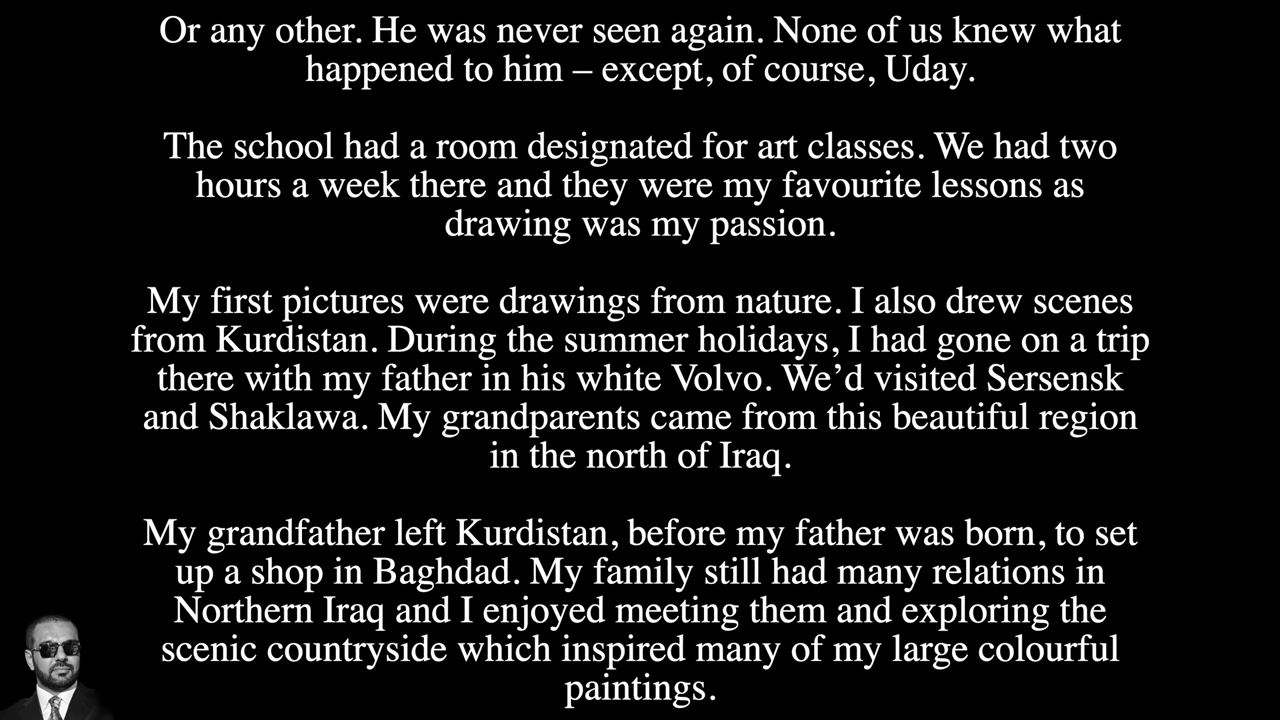 Or any other. He was never seen again. None of us knew what
happened to him – except, of course, Uday.
The school had a room designated for art classes. We had two
hours a week there and they were my favourite lessons as
drawing was my passion.
My first pictures were drawings from nature. I also drew scenes
from Kurdistan. During the summer holidays, I had gone on a trip
there with my father in his white Volvo. We’d visited Sersensk
and Shaklawa. My grandparents came from this beautiful region
in the north of Iraq.
My grandfather left Kurdistan, before my father was born, to set
up a shop in Baghdad. My family still had many relations in
Northern Iraq and I enjoyed meeting them and exploring the
scenic countryside which inspired many of my large colourful
paintings.